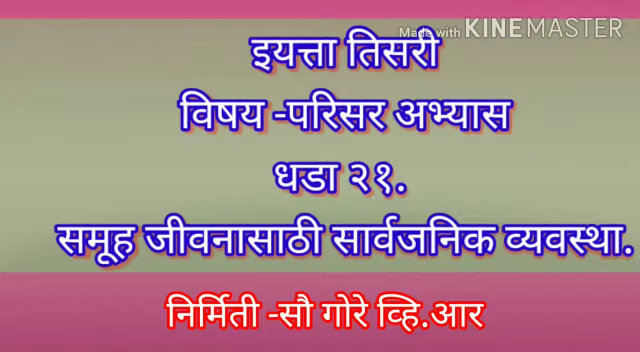 Made with KINEMASTER
इयत्ता तिसरी
विषय -परिसर अभ्यास
धडा २१.
समूह जीवनासाठी सार्वजनिक व्यवस्था.
निर्मिती -सौ गोरे व्हि.आर